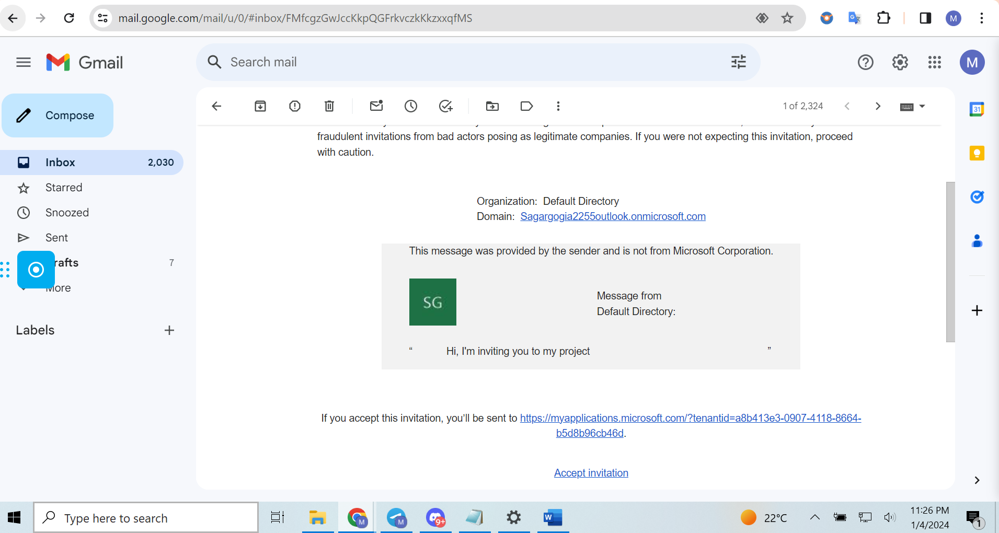 mail.google.com/mail/u/0/#inbox/FMfcgzGwJccKkpQGFrkvczkKkzxxqfMS
M
Gmail
Search mail
M
Compose
1 of 2,324
31
fraudulent invitations from bad actors posing as legitimate companies. If you were not expecting this invitation, proceed
with caution.
Inbox 2,030
Starred
Snoozed
Sent
rafts 7
More
Labels
Organization: Default Directory
Domain: Sagargogia2255outlook.onmicrosoft.com
This message was provided by the sender and is not from Microsoft Corporation.
SG
Message from
Default Directory:
“ Hi, I'm inviting you to my project ”
If you accept this invitation, you’ll be sent to https://myapplications.microsoft.com/?tenantid=a8b413e3-0907-4118-8664-
b5d8b96cb46d.
Accept invitation
Type here to search
M
M
9+
W
22°C
11:26 PM
1/4/2024
1